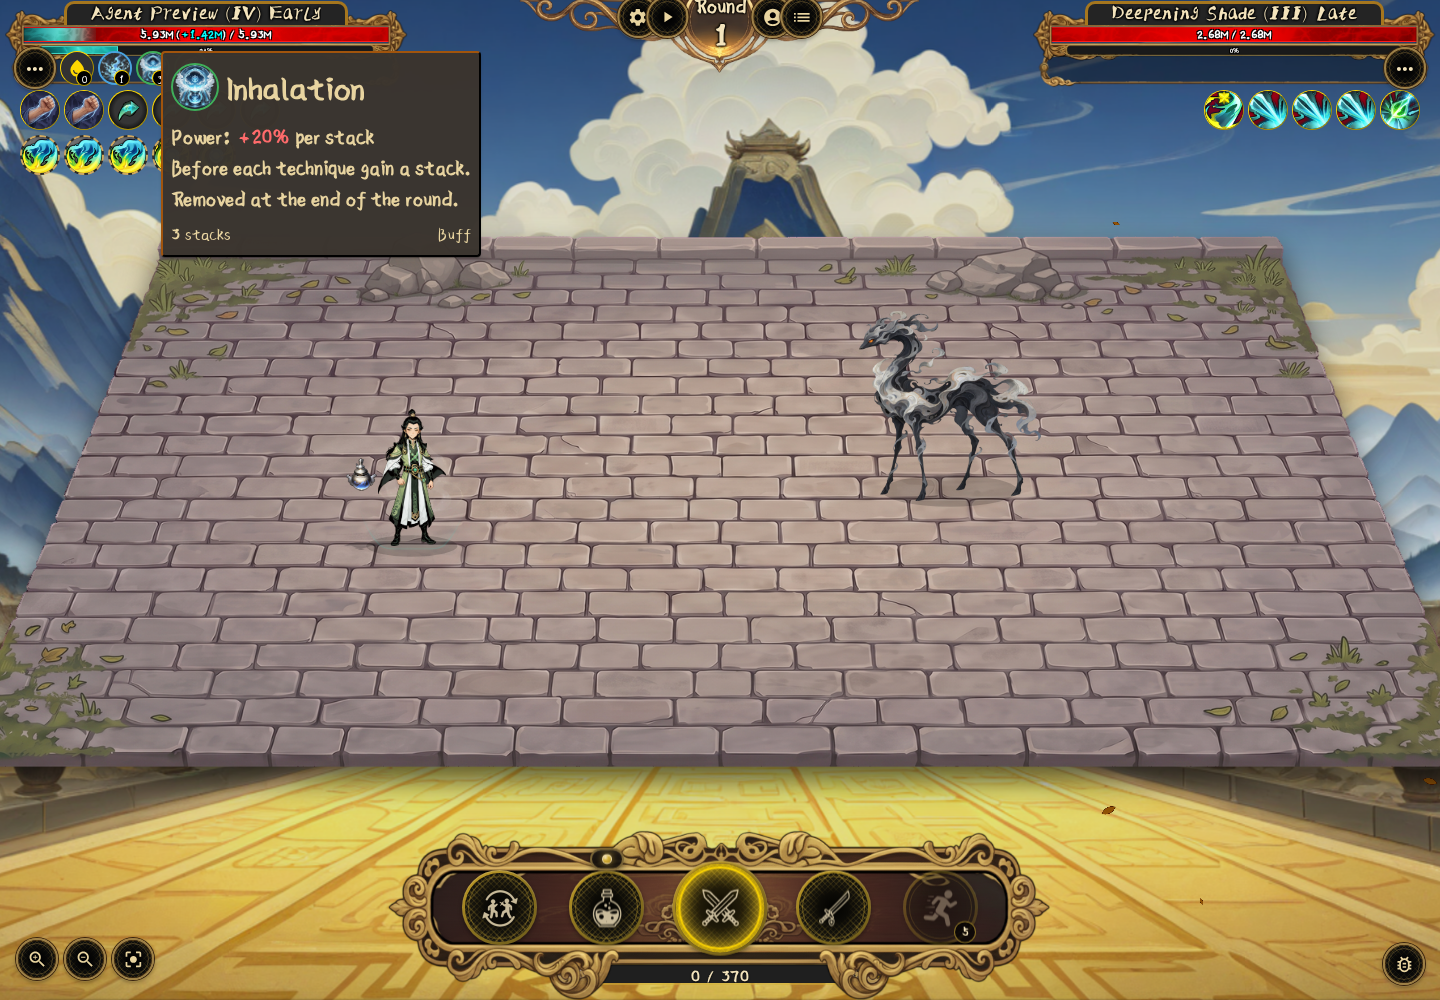 Agent Preview (IV) Early
5.93M (+1.42M) / 5.93M
0
f
Inhalation
Power: +20% per stack
Before each technique gain a stack.
Removed at the end of the round.
3 stacks
Buff
Round
1
Deepening Shade (III) Late
2.68M / 2.68M
0%
5
0 / 370